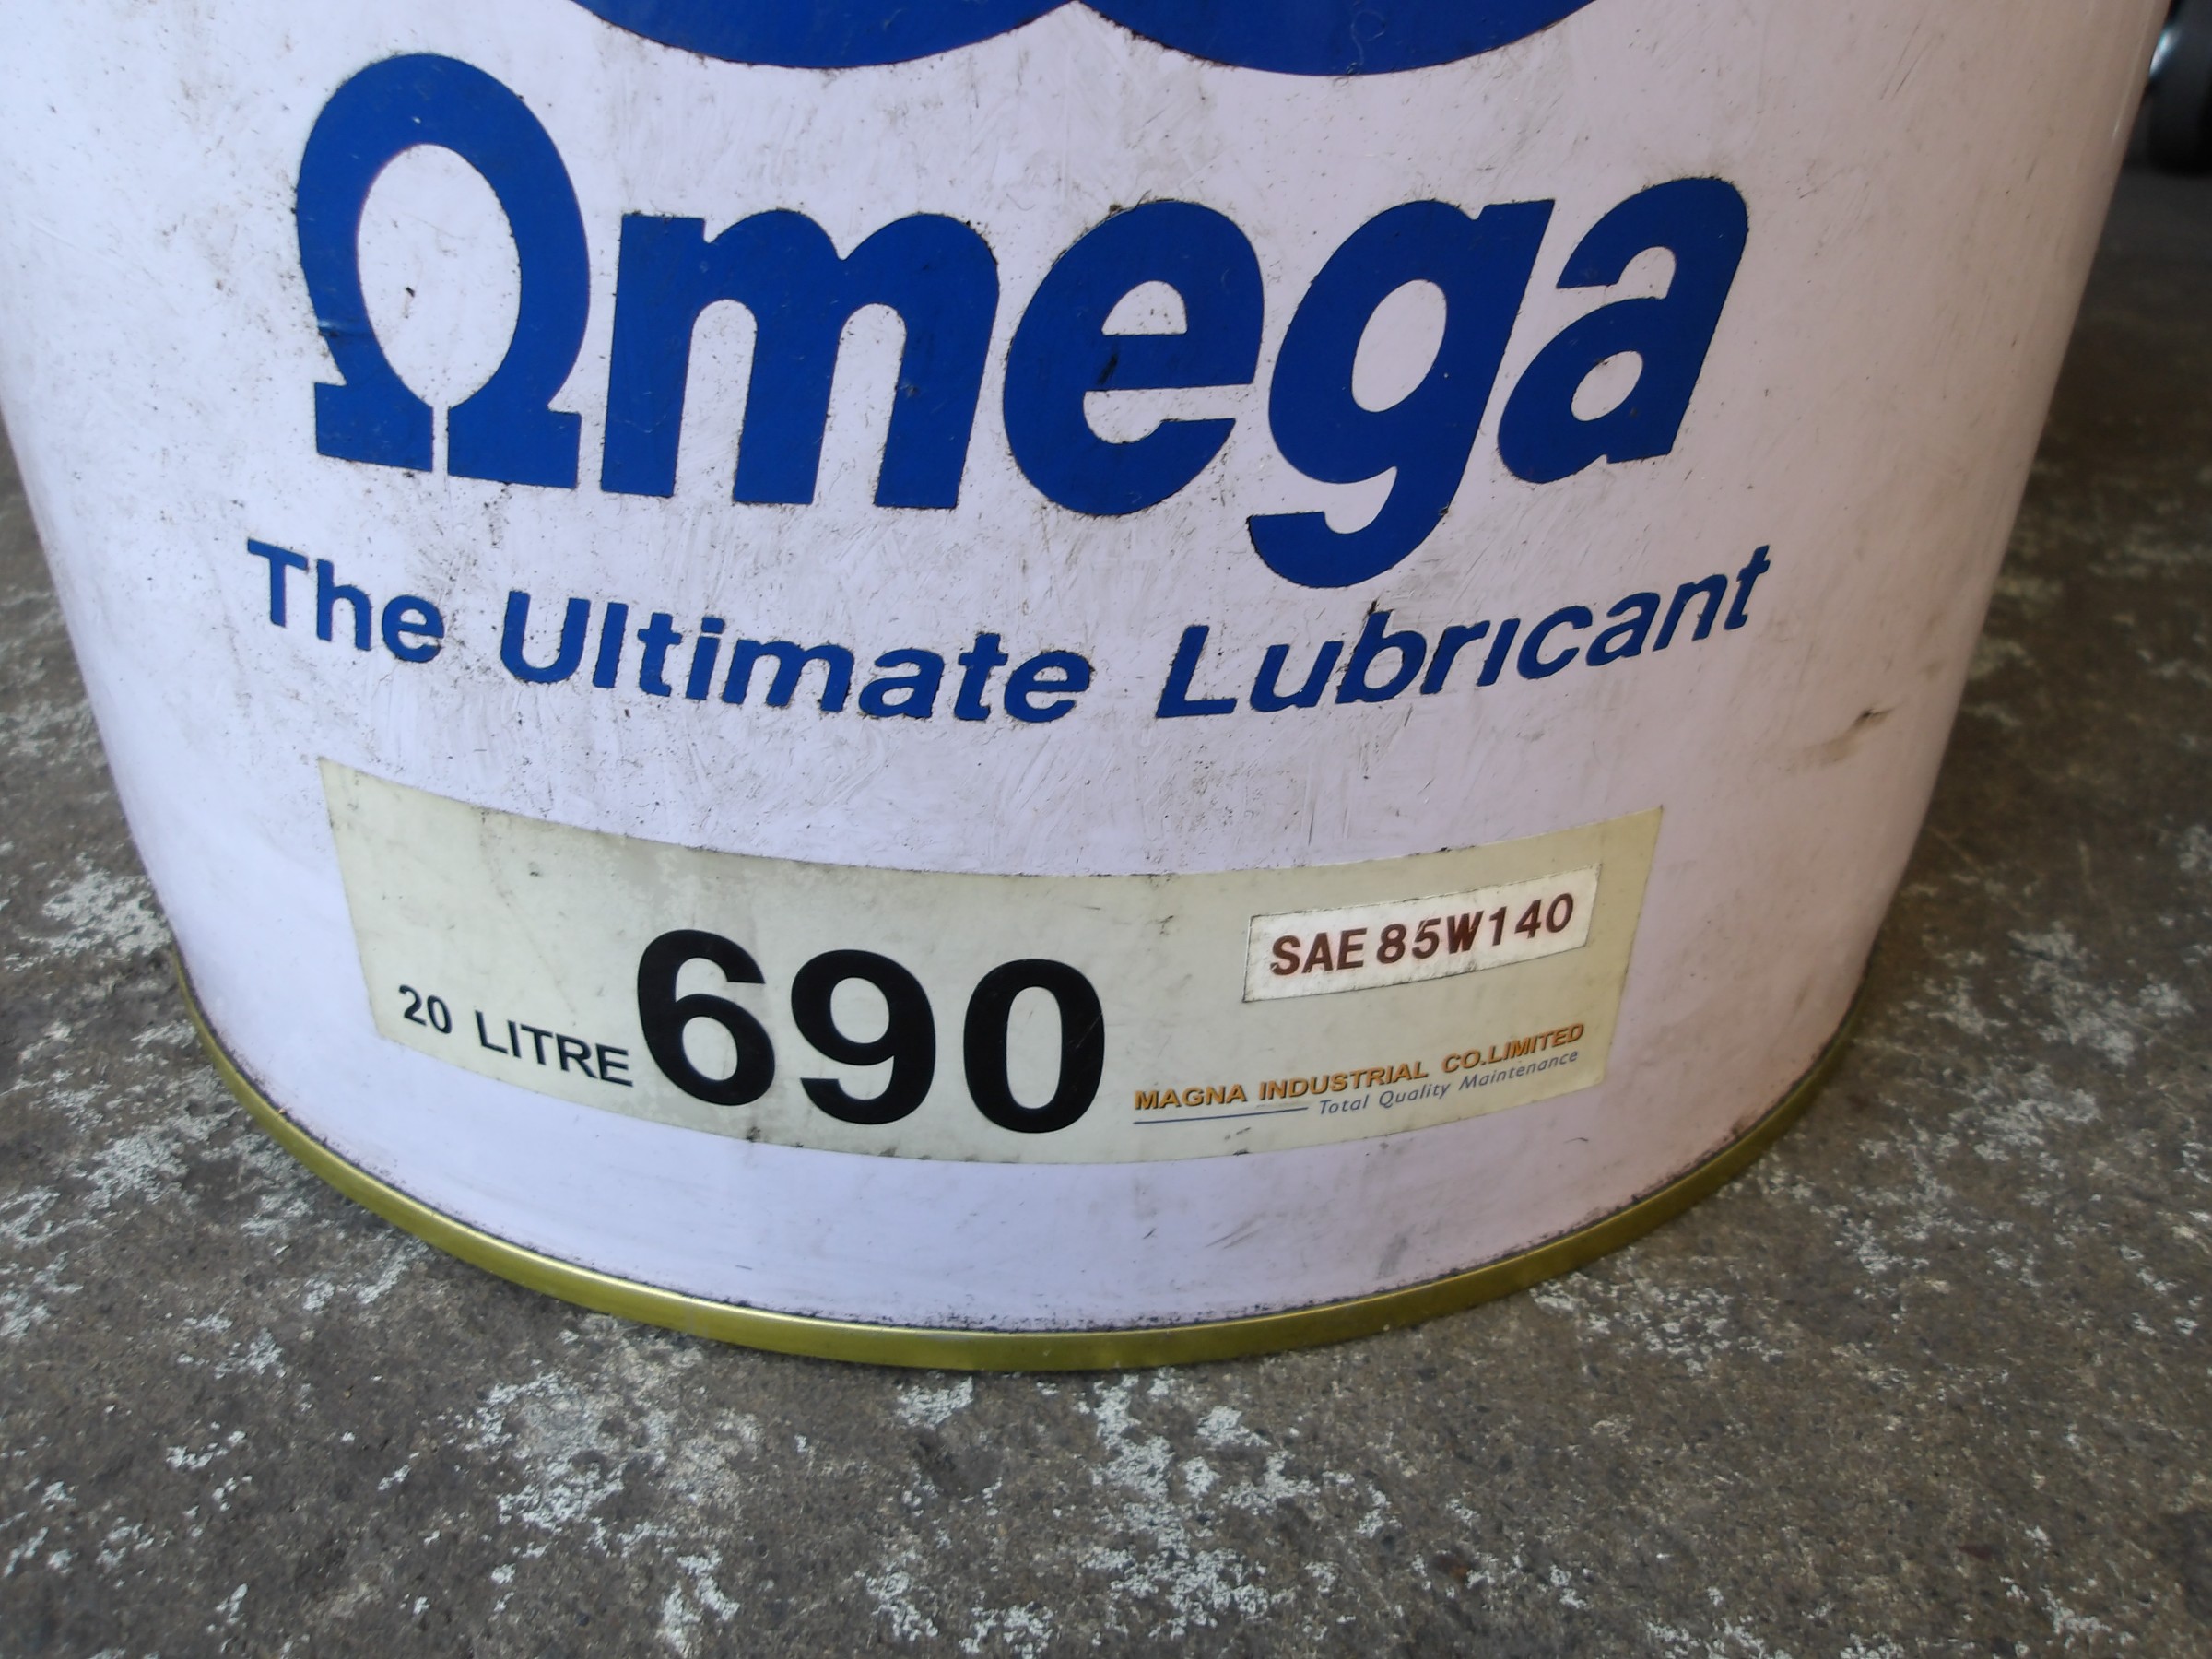 Ωmega
The Ultimate Lubricant
20 LITRE 690
SAE 85W140
MAGNA INDUSTRIAL CO.LIMITED
Total Quality Maintenance